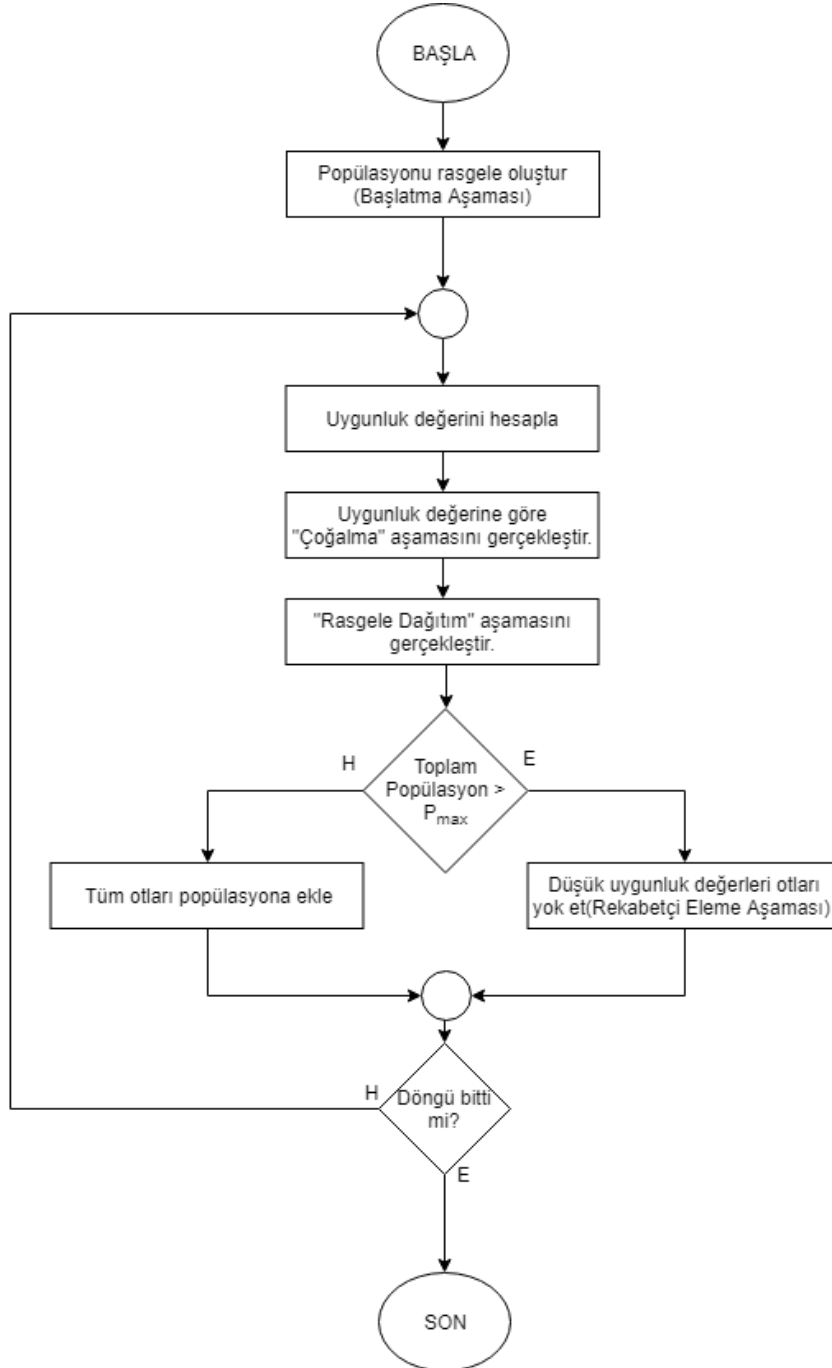 BAŞLA
Popülasyonu rasgele oluştur
(Başlatma Aşaması)
Uygunluk değerini hesapla
Uygunluk değerine göre
"Çoğalma" aşamasını gerçekleştir.
"Rasgele Dağıtım" aşamasını
gerçekleştir.
H
E
Toplam
Popülasyon >
Pmax
Tüm otları popülasyona ekle
Düşük uygunluk değerleri otları
yok et(Rekabetçi Eleme Aşaması)
H
Döngü bitti
mi?
E
SON